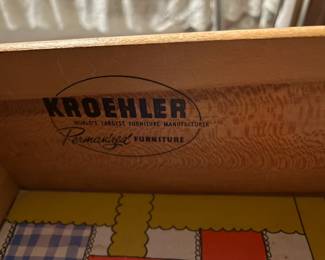 KROEHLER
WORLD'S LARGEST FURNITURE MANUFACTURER
Permanized FURNITURE